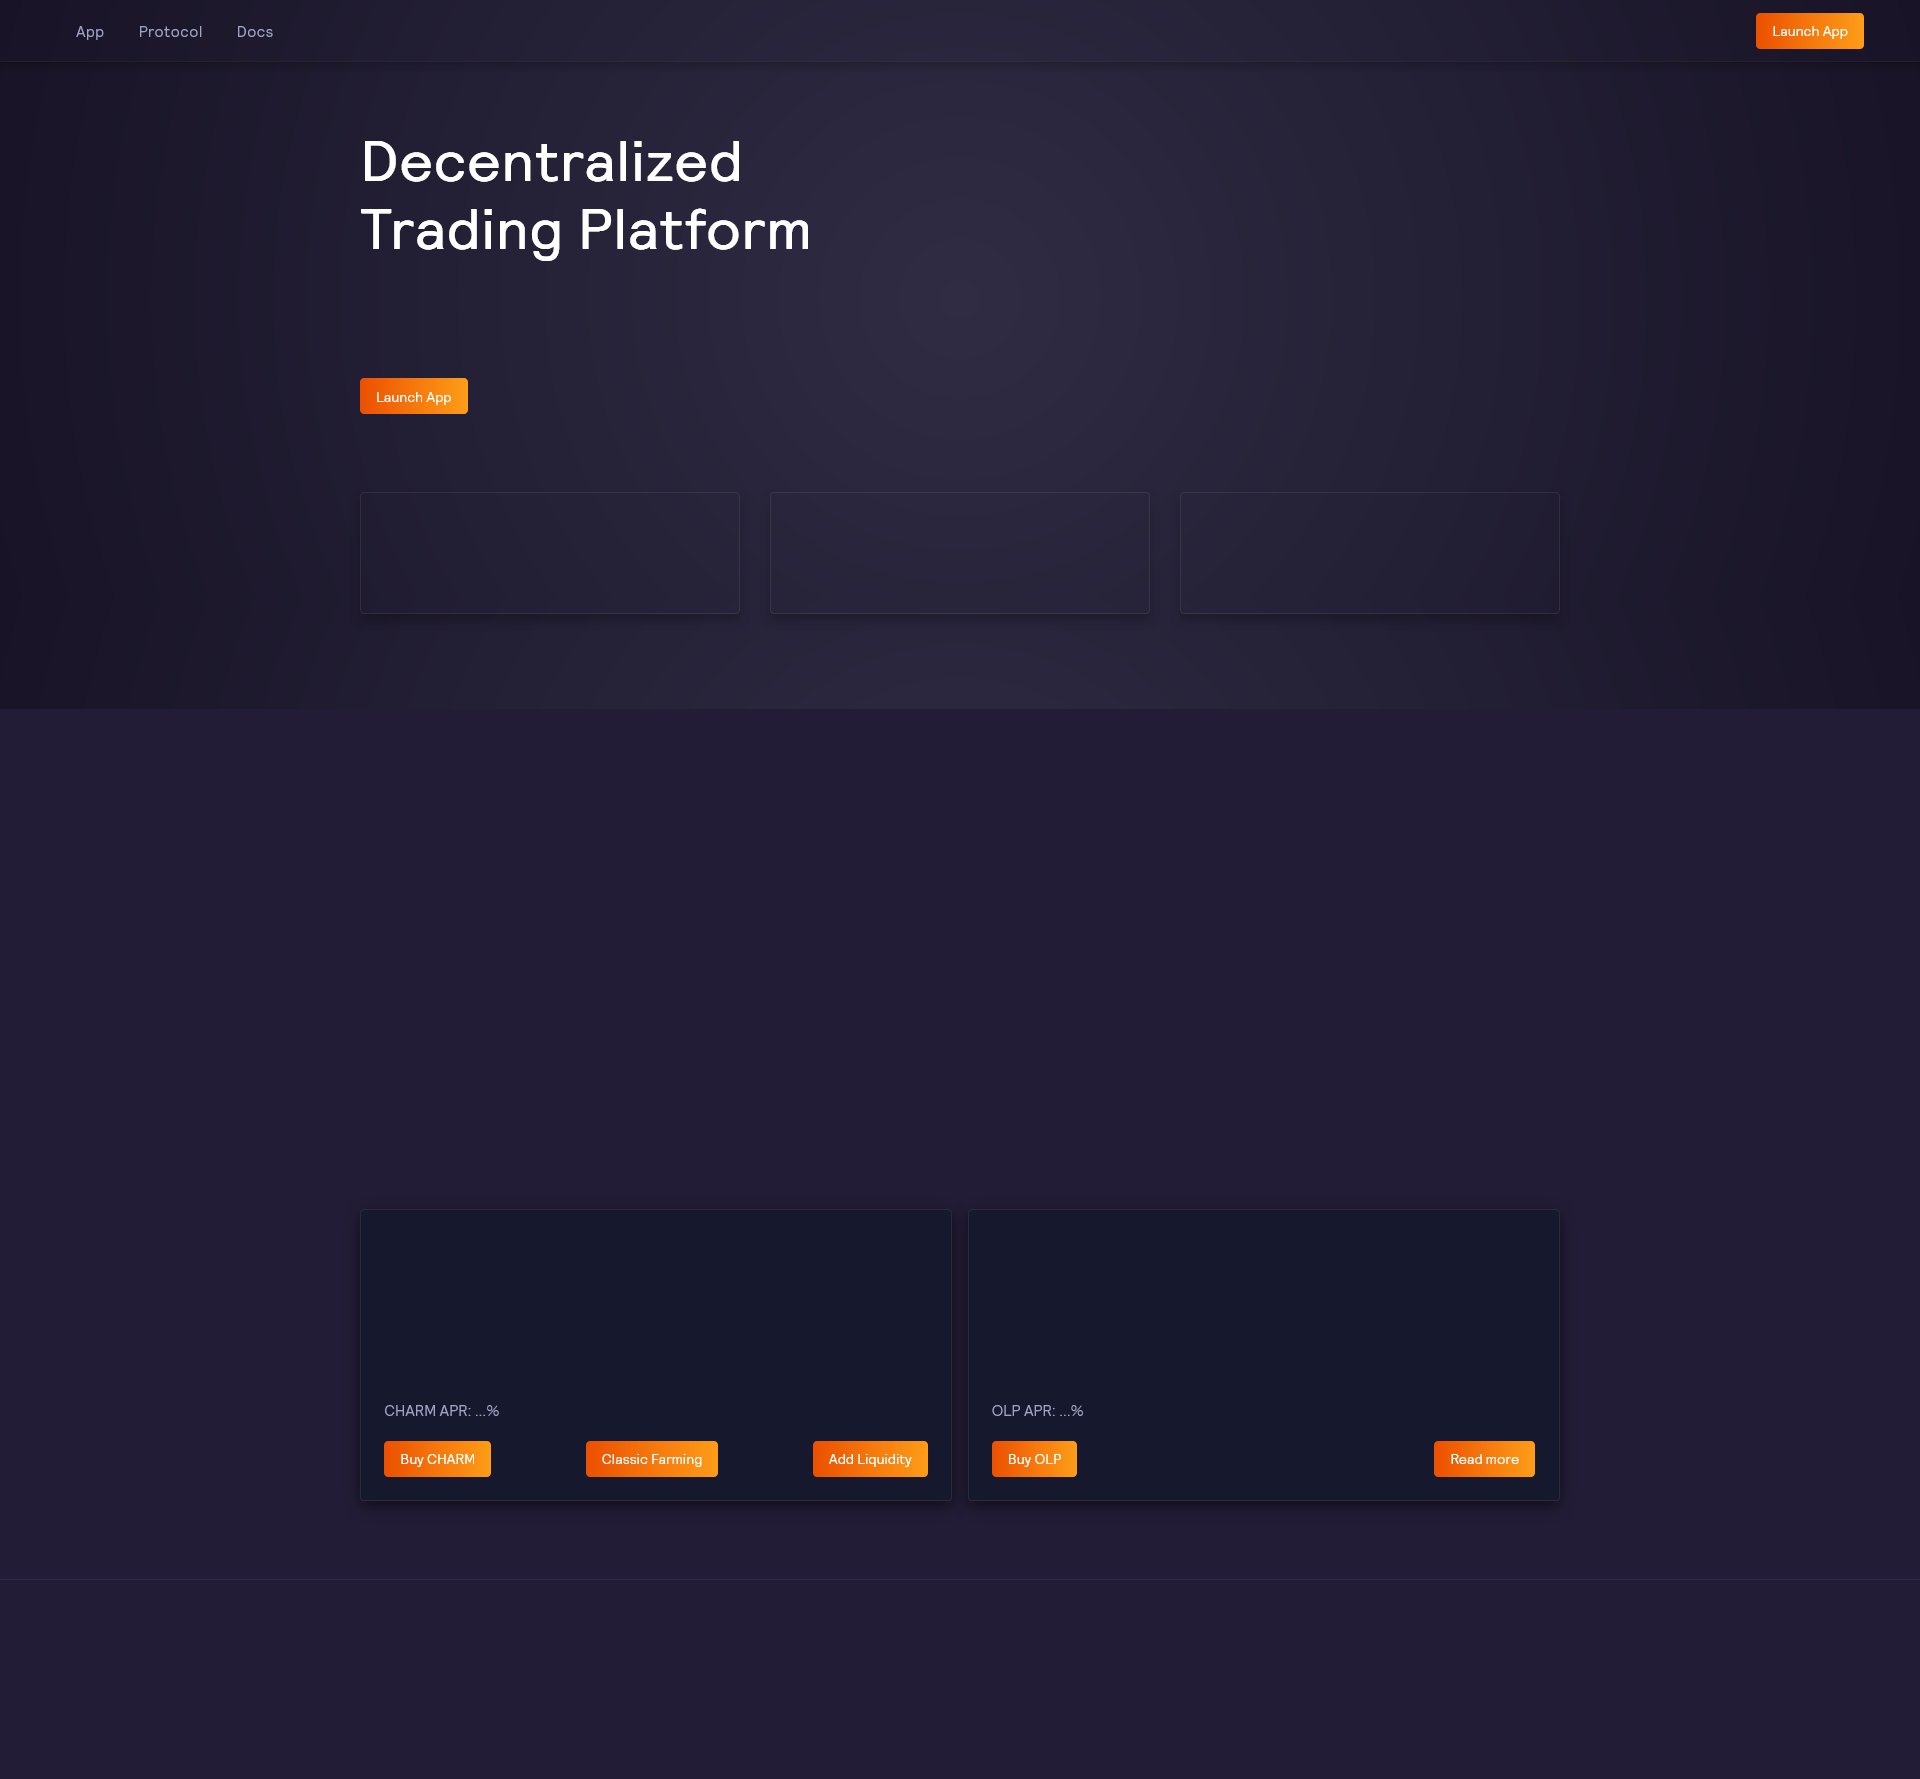 App
Protocol
Docs
Launch App
Decentralized
Trading Platform
Launch App
CHARM APR: ...%
Buy CHARM
Classic Farming
Add Liquidity
OLP APR: ...%
Buy OLP
Read more